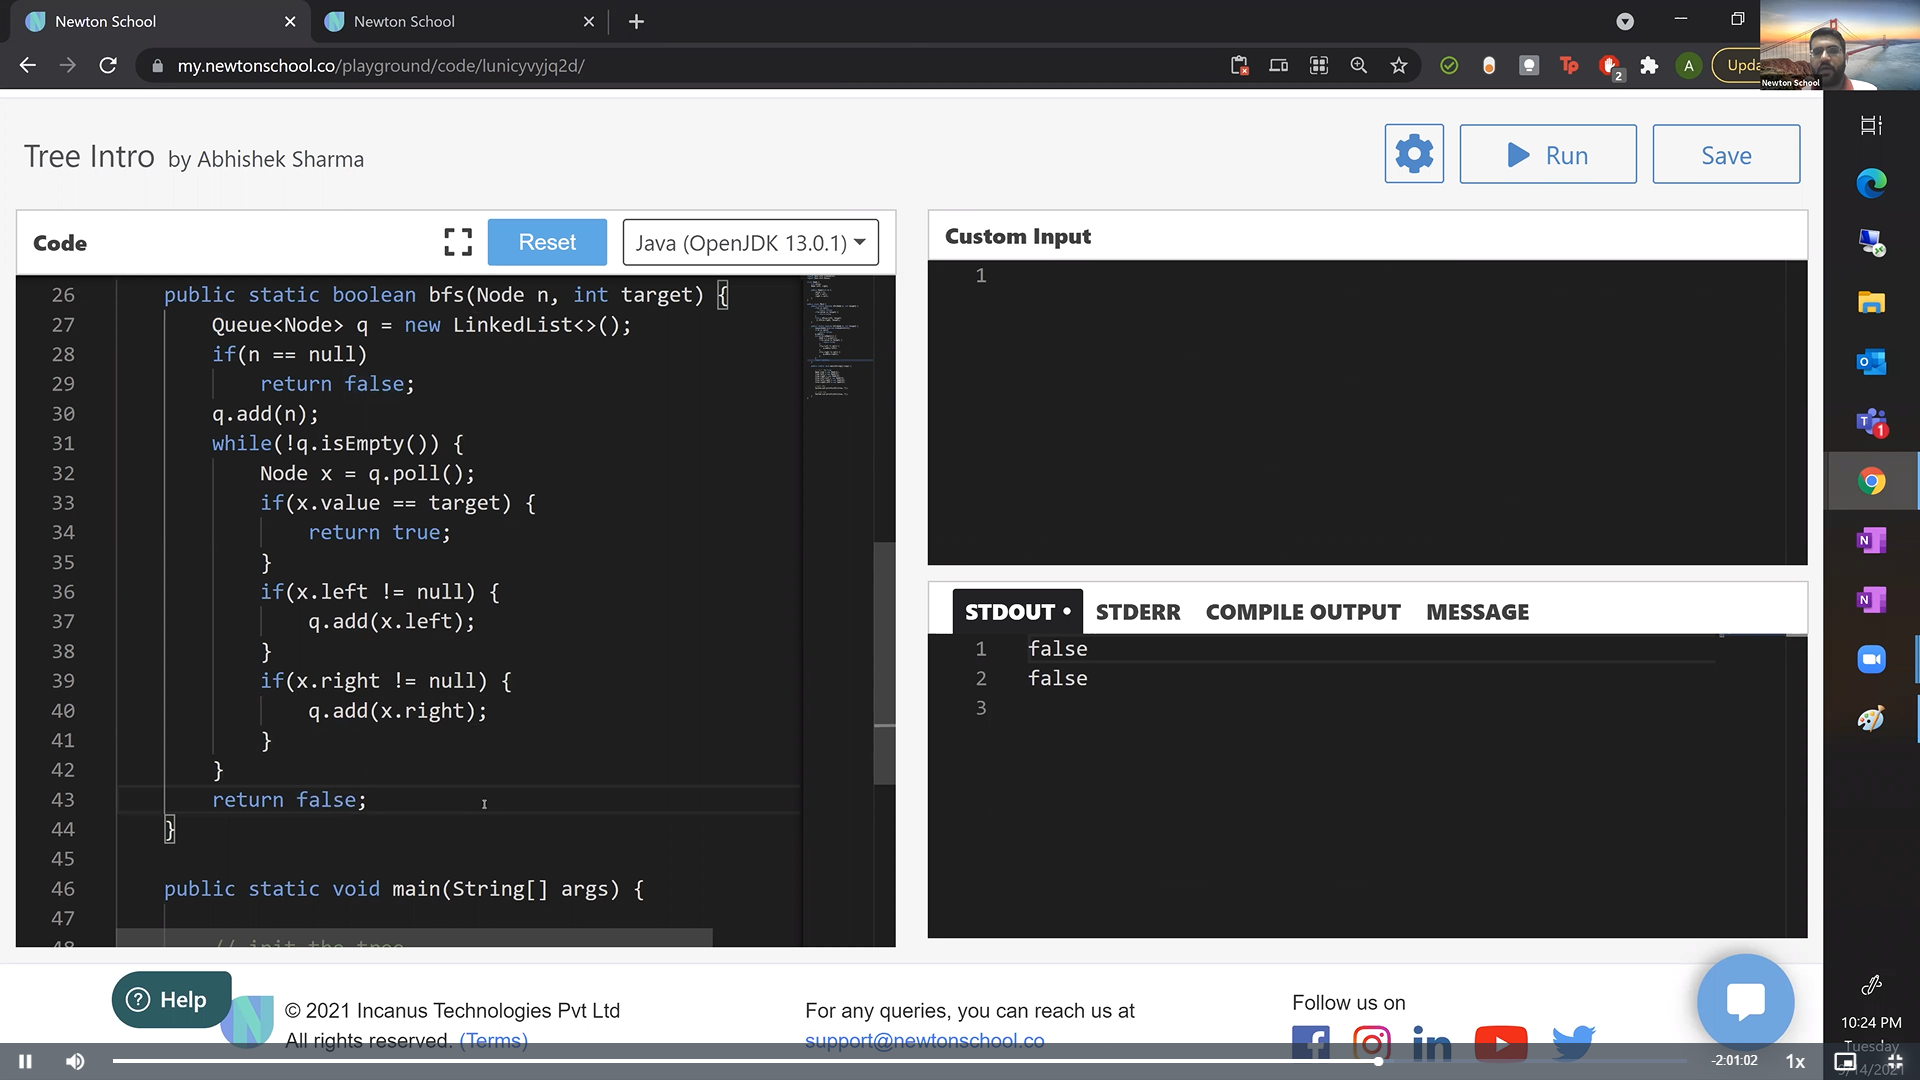 Newton School
Newton School
my.newtonschool.co/playground/code/lunicyvyjq2d/
2
A
Upda
Newton School
Tree Intro by Abhishek Sharma
Run
Save
Code
Reset
Java (OpenJDK 13.0.1)
Custom Input
1
26 public static boolean bfs(Node n, int target) {
27 Queue<Node> q = new LinkedList<>();
28 if(n == null)
29 return false;
30 q.add(n);
31 while(!q.isEmpty()) {
32 Node x = q.poll();
33 if(x.value == target) {
34 return true;
35 }
36 if(x.left != null) {
37 q.add(x.left);
38 }
39 if(x.right != null) {
40 q.add(x.right);
41 }
42 }
43 return false;
44 }
45
46 public static void main(String[] args) {
47
48 // init the tree
STDOUT • STDERR COMPILE OUTPUT MESSAGE
1 false
2 false
3
Help
© 2021 Incanus Technologies Pvt Ltd
All rights reserved. (Terms)
For any queries, you can reach us at
support@newtonschool.co
Follow us on
1
10:24 PM
Tuesday
-2:01:02
1x